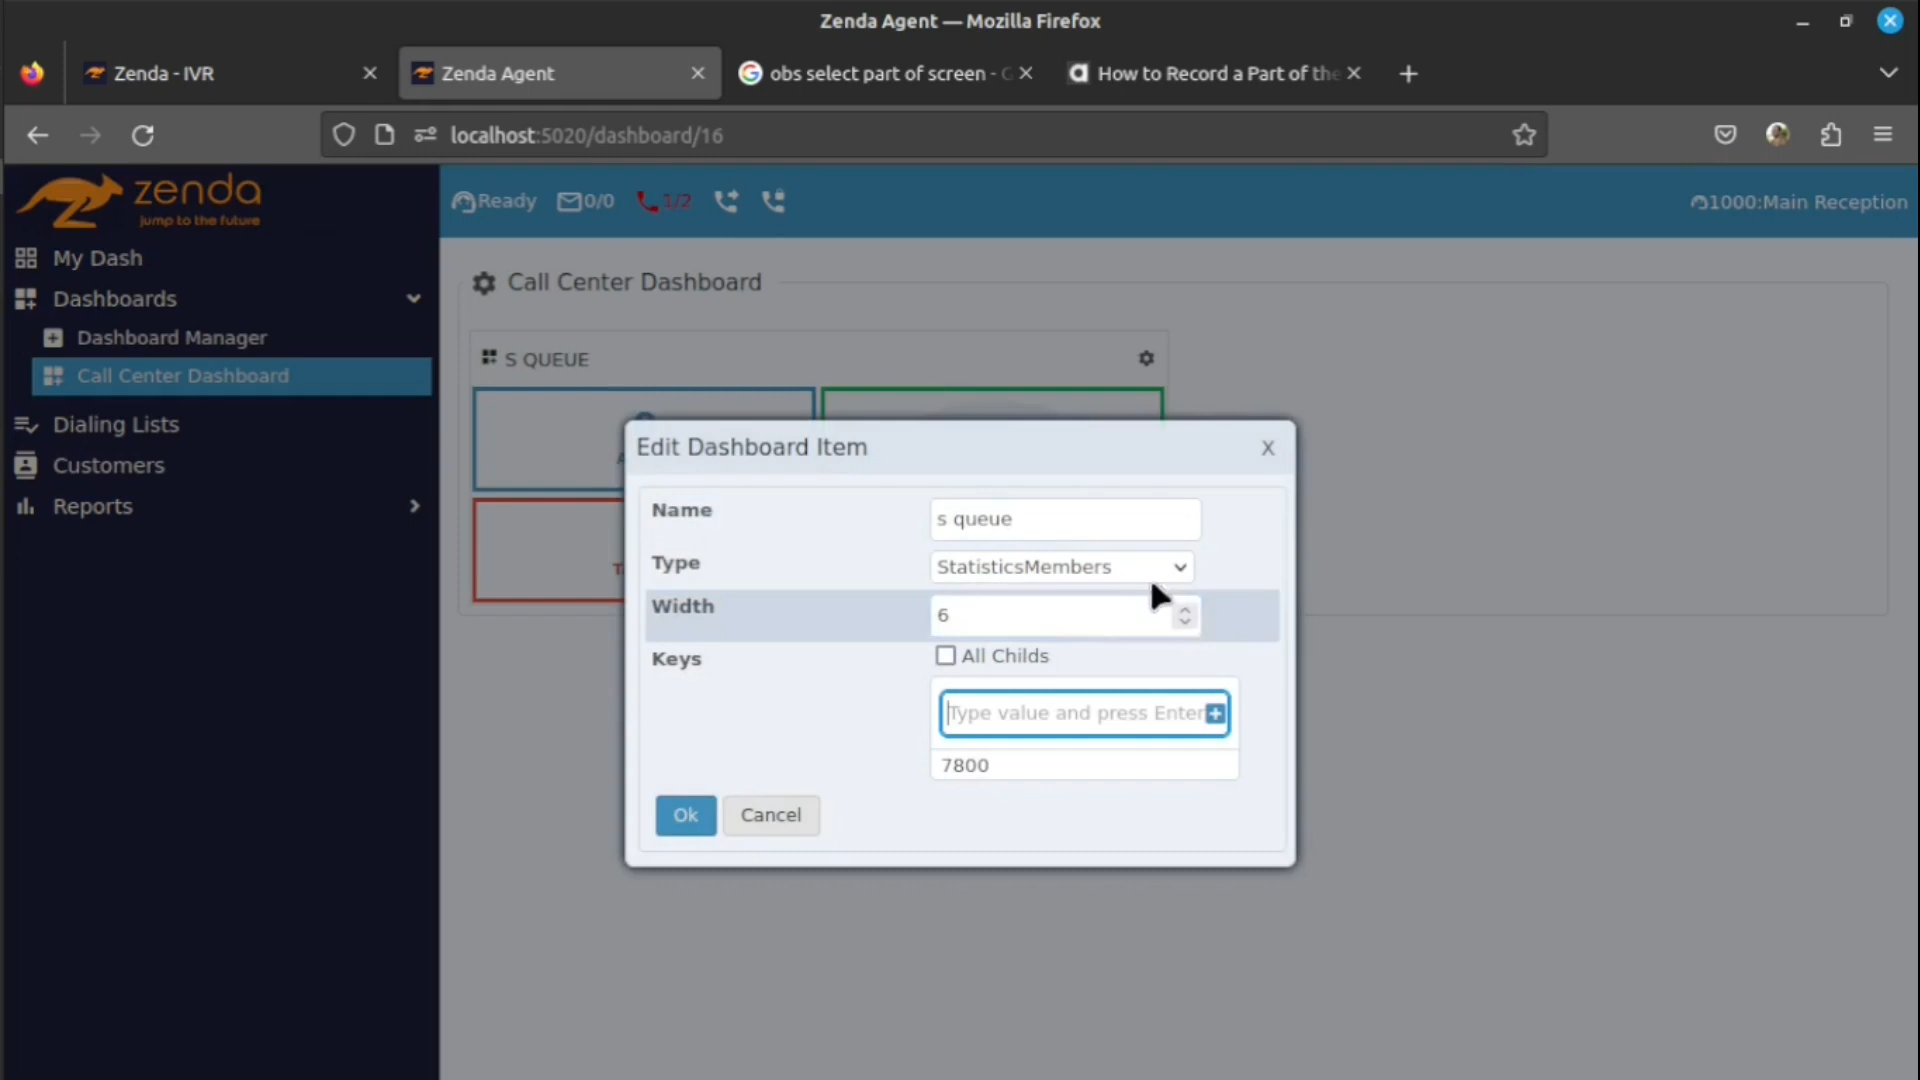 Zenda Agent — Mozilla Firefox
Zenda - IVR
Zenda Agent
obs select part of screen - G
How to Record a Part of the
localhost:5020/dashboard/16
zenda
jump to the future
Ready
0/0
1/2
1000:Main Reception
My Dash
Dashboards
Dashboard Manager
Call Center Dashboard
Dialing Lists
Customers
Reports
Call Center Dashboard
S QUEUE
Edit Dashboard Item
X
Name
s queue
Type
StatisticsMembers
Width
6
Keys
All Childs
Type value and press Enter
7800
Ok
Cancel